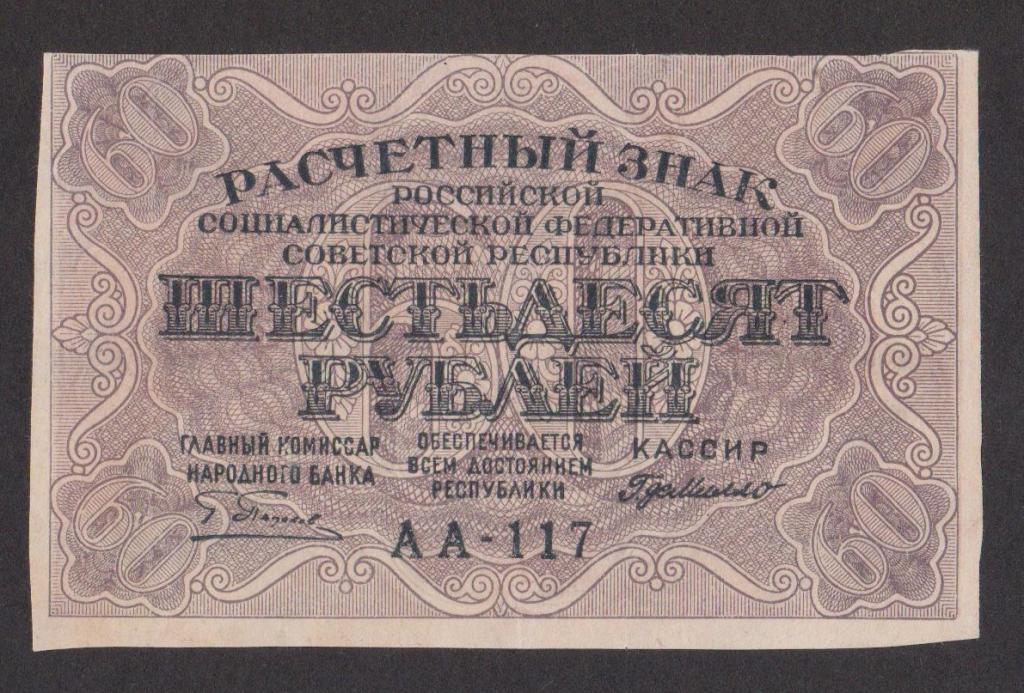 60 60
РАСЧЕТНЫЙ ЗНАК
РОССИЙСКОЙ
СОЦИАЛИСТИЧЕСКОЙ ФЕДЕРАТИВНОЙ
СОВЕТСКОЙ РЕСПУБЛИКИ
60
ШЕСТЬДЕСЯТ
РУБЛЕЙ
ГЛАВНЫЙ КОМИССАР
НАРОДНОГО БАНКА
ОБЕСПЕЧИВАЕТСЯ
ВСЕМ ДОСТОЯНИЕМ
РЕСПУБЛИКИ
КАССИР
АА-117
60 60